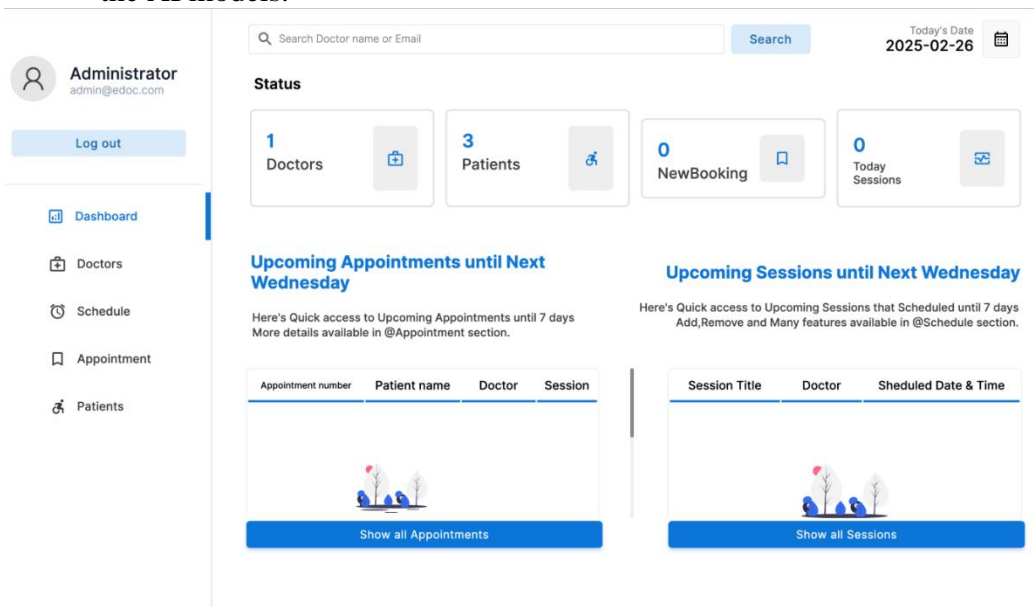 the AI models.
Administrator
admin@edoc.com
Log out
Dashboard
Doctors
Schedule
Appointment
Patients
Search Doctor name or Email
Search
Today's Date
2025-02-26
Status
1
Doctors
3
Patients
0
NewBooking
0
Today
Sessions
Upcoming Appointments until Next
Wednesday
Here's Quick access to Upcoming Appointments until 7 days
More details available in @Appointment section.
Appointment number Patient name Doctor Session
Show all Appointments
Upcoming Sessions until Next Wednesday
Here's Quick access to Upcoming Sessions that Scheduled until 7 days
Add,Remove and Many features available in @Schedule section.
Session Title Doctor Sheduled Date & Time
Show all Sessions